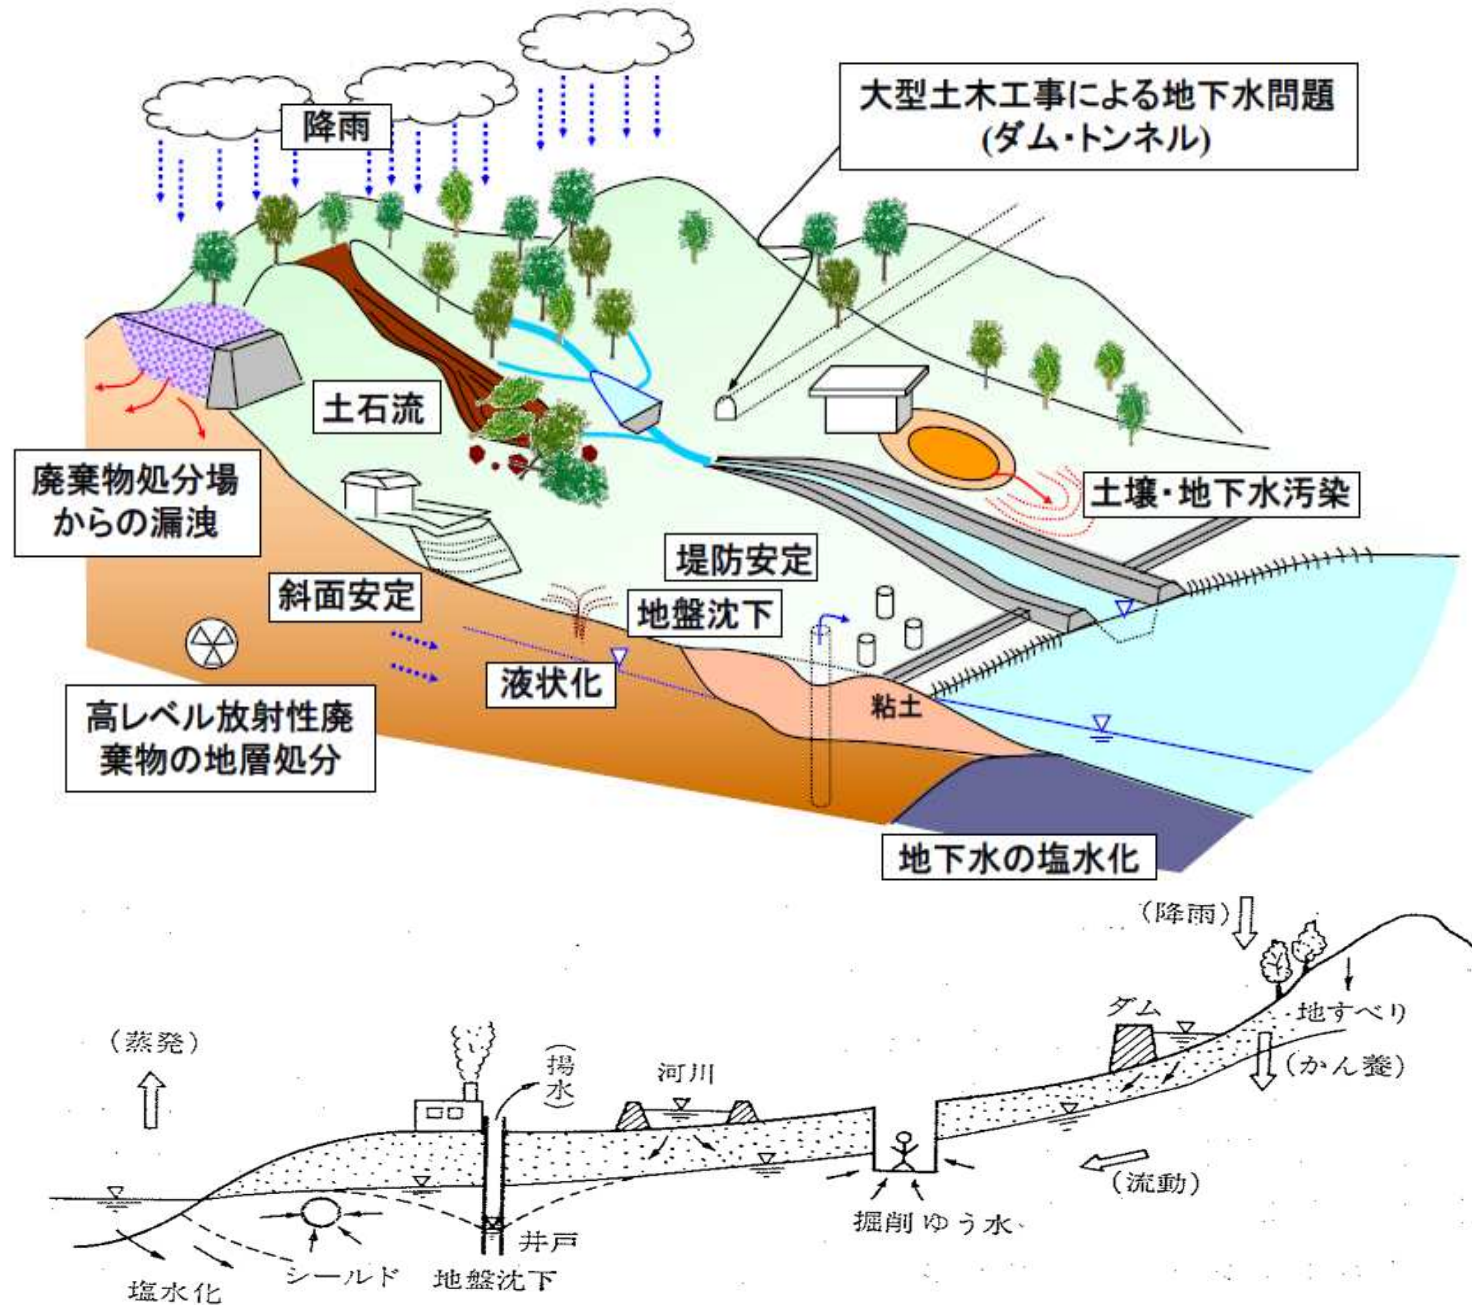 降雨
大型土木工事による地下水問題
(ダム・トンネル)
土石流
廃棄物処分場
からの漏洩
土壌・地下水汚染
堤防安定
斜面安定
地盤沈下
液状化
粘土
高レベル放射性廃
棄物の地層処分
地下水の塩水化
(降雨)
ダム
地すべり
(蒸発)
(揚水)
河川
(かん養)
(流動)
掘削ゆう水
井戸
シールド
地盤沈下
塩水化